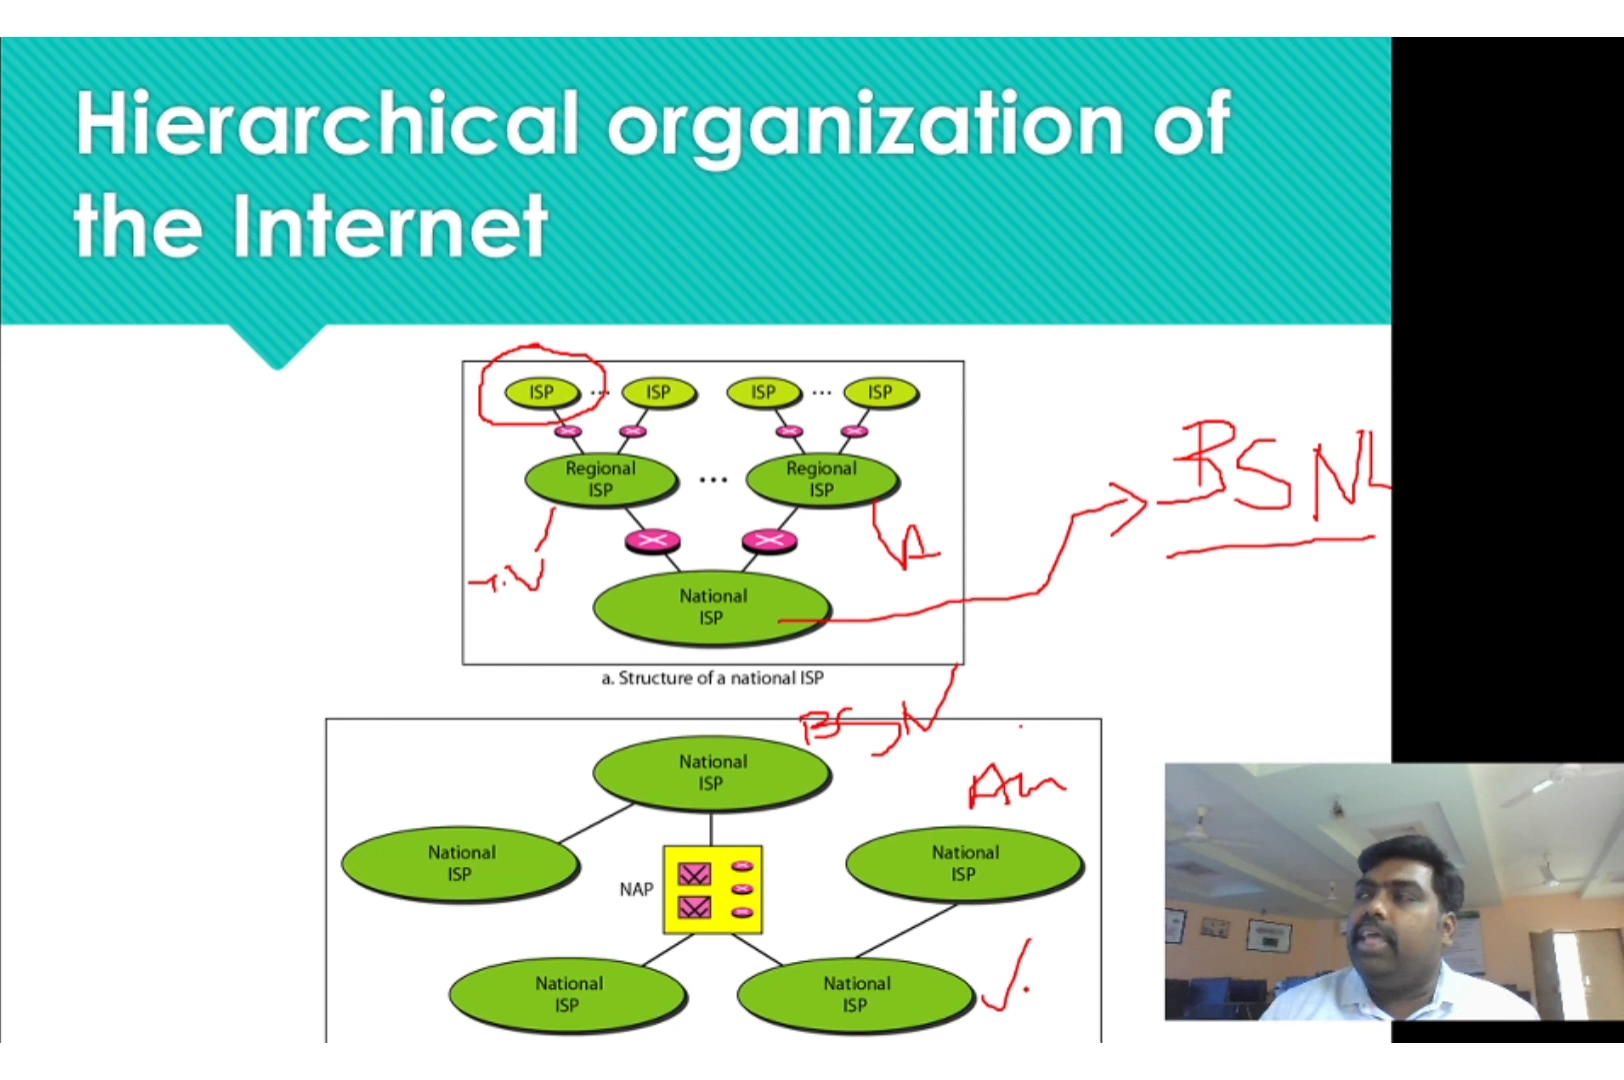 Hierarchical organization of
the Internet
ISP ... ISP ISP ... ISP
Regional
ISP
...
Regional
ISP
BSNL
National
ISP
a. Structure of a national ISP
BSN
National
ISP
National
ISP
NAP
National
ISP
National
ISP
National
ISP